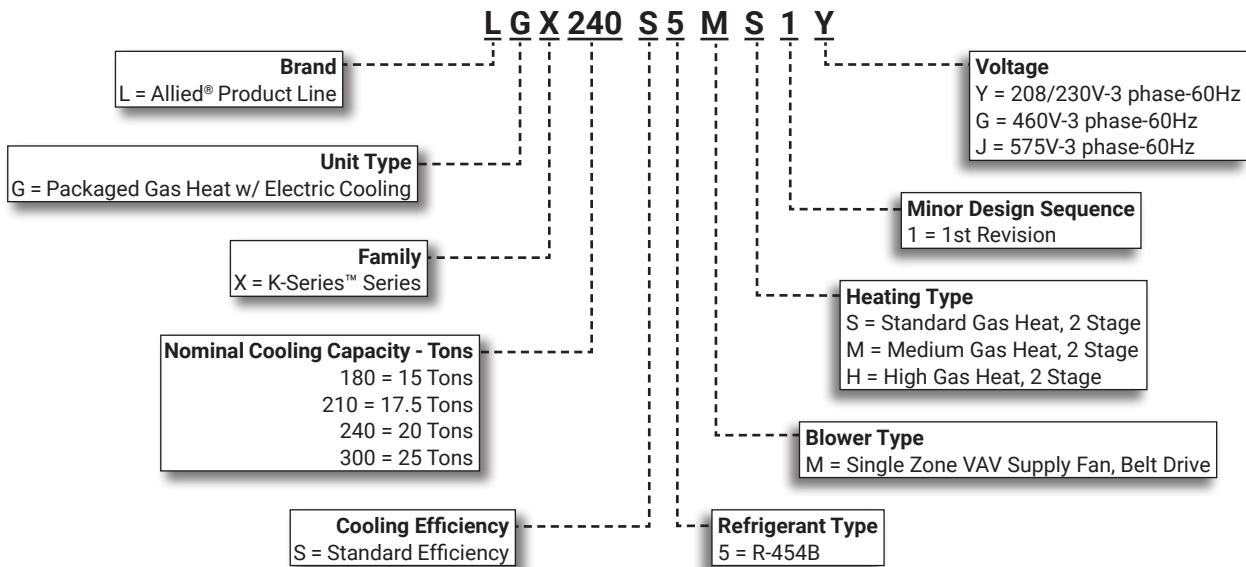 L G X 240 S 5 M S 1 Y
Brand
L = Allied® Product Line
Unit Type
G = Packaged Gas Heat w/ Electric Cooling
Family
X = K-Series™ Series
Nominal Cooling Capacity - Tons
180 = 15 Tons
210 = 17.5 Tons
240 = 20 Tons
300 = 25 Tons
Cooling Efficiency
S = Standard Efficiency
Voltage
Y = 208/230V-3 phase-60Hz
G = 460V-3 phase-60Hz
J = 575V-3 phase-60Hz
Minor Design Sequence
1 = 1st Revision
Heating Type
S = Standard Gas Heat, 2 Stage
M = Medium Gas Heat, 2 Stage
H = High Gas Heat, 2 Stage
Blower Type
M = Single Zone VAV Supply Fan, Belt Drive
Refrigerant Type
5 = R-454B